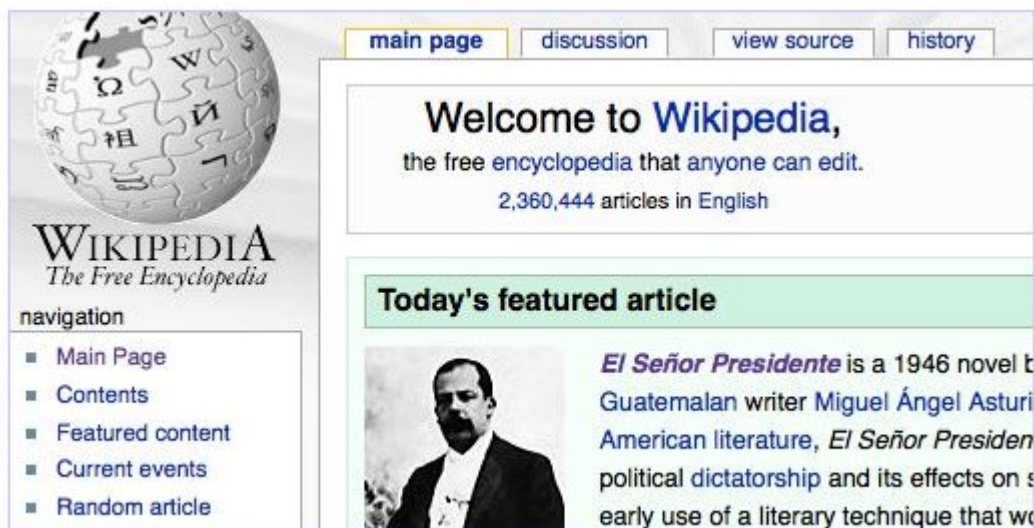 main page discussion view source history
Welcome to Wikipedia,
the free encyclopedia that anyone can edit.
2,360,444 articles in English
WIKIPEDIA
The Free Encyclopedia
navigation
Main Page
Contents
Featured content
Current events
Random article
Today's featured article
El Señor Presidente is a 1946 novel
Guatemalan writer Miguel Ángel Asturi
American literature, El Señor Presiden
political dictatorship and its effects on
early use of a literary technique that